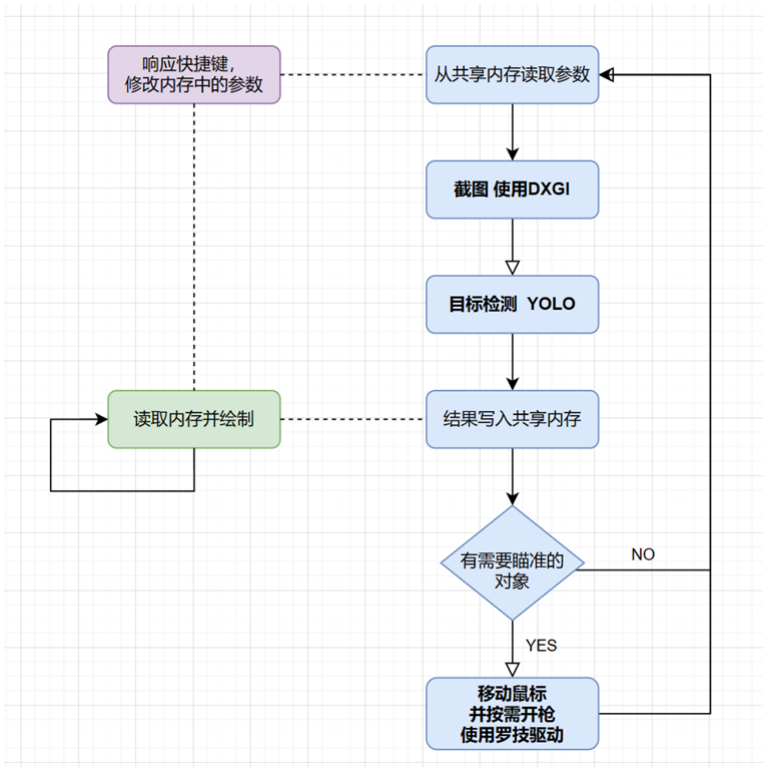 响应快捷键，
修改内存中的参数
从共享内存读取参数
截图 使用DXGI
目标检测 YOLO
读取内存并绘制
结果写入共享内存
有需要瞄准的
对象
NO
YES
移动鼠标
并按需开枪
使用罗技驱动